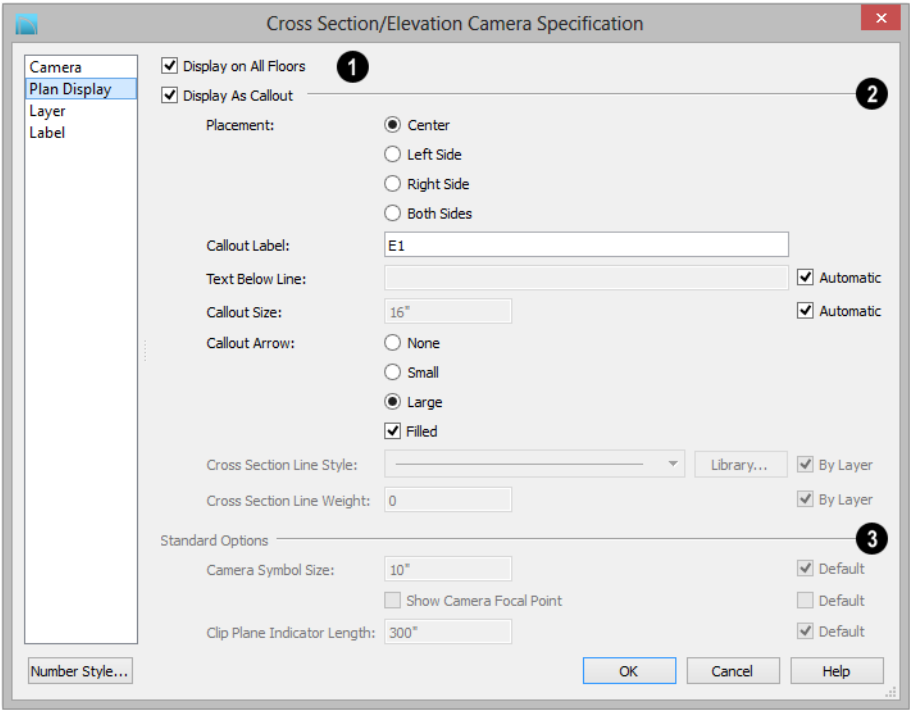 Cross Section/Elevation Camera Specification
Camera
Plan Display
Layer
Label
Display on All Floors 1
Display As Callout 2
Placement: Center
Left Side
Right Side
Both Sides
Callout Label: E1
Text Below Line: Automatic
Callout Size: 16" Automatic
Callout Arrow: None
Small
Large
Filled
Cross Section Line Style: Library... By Layer
Cross Section Line Weight: 0 By Layer
Standard Options 3
Camera Symbol Size: 10" Default
Show Camera Focal Point Default
Clip Plane Indicator Length: 300" Default
Number Style... OK Cancel Help